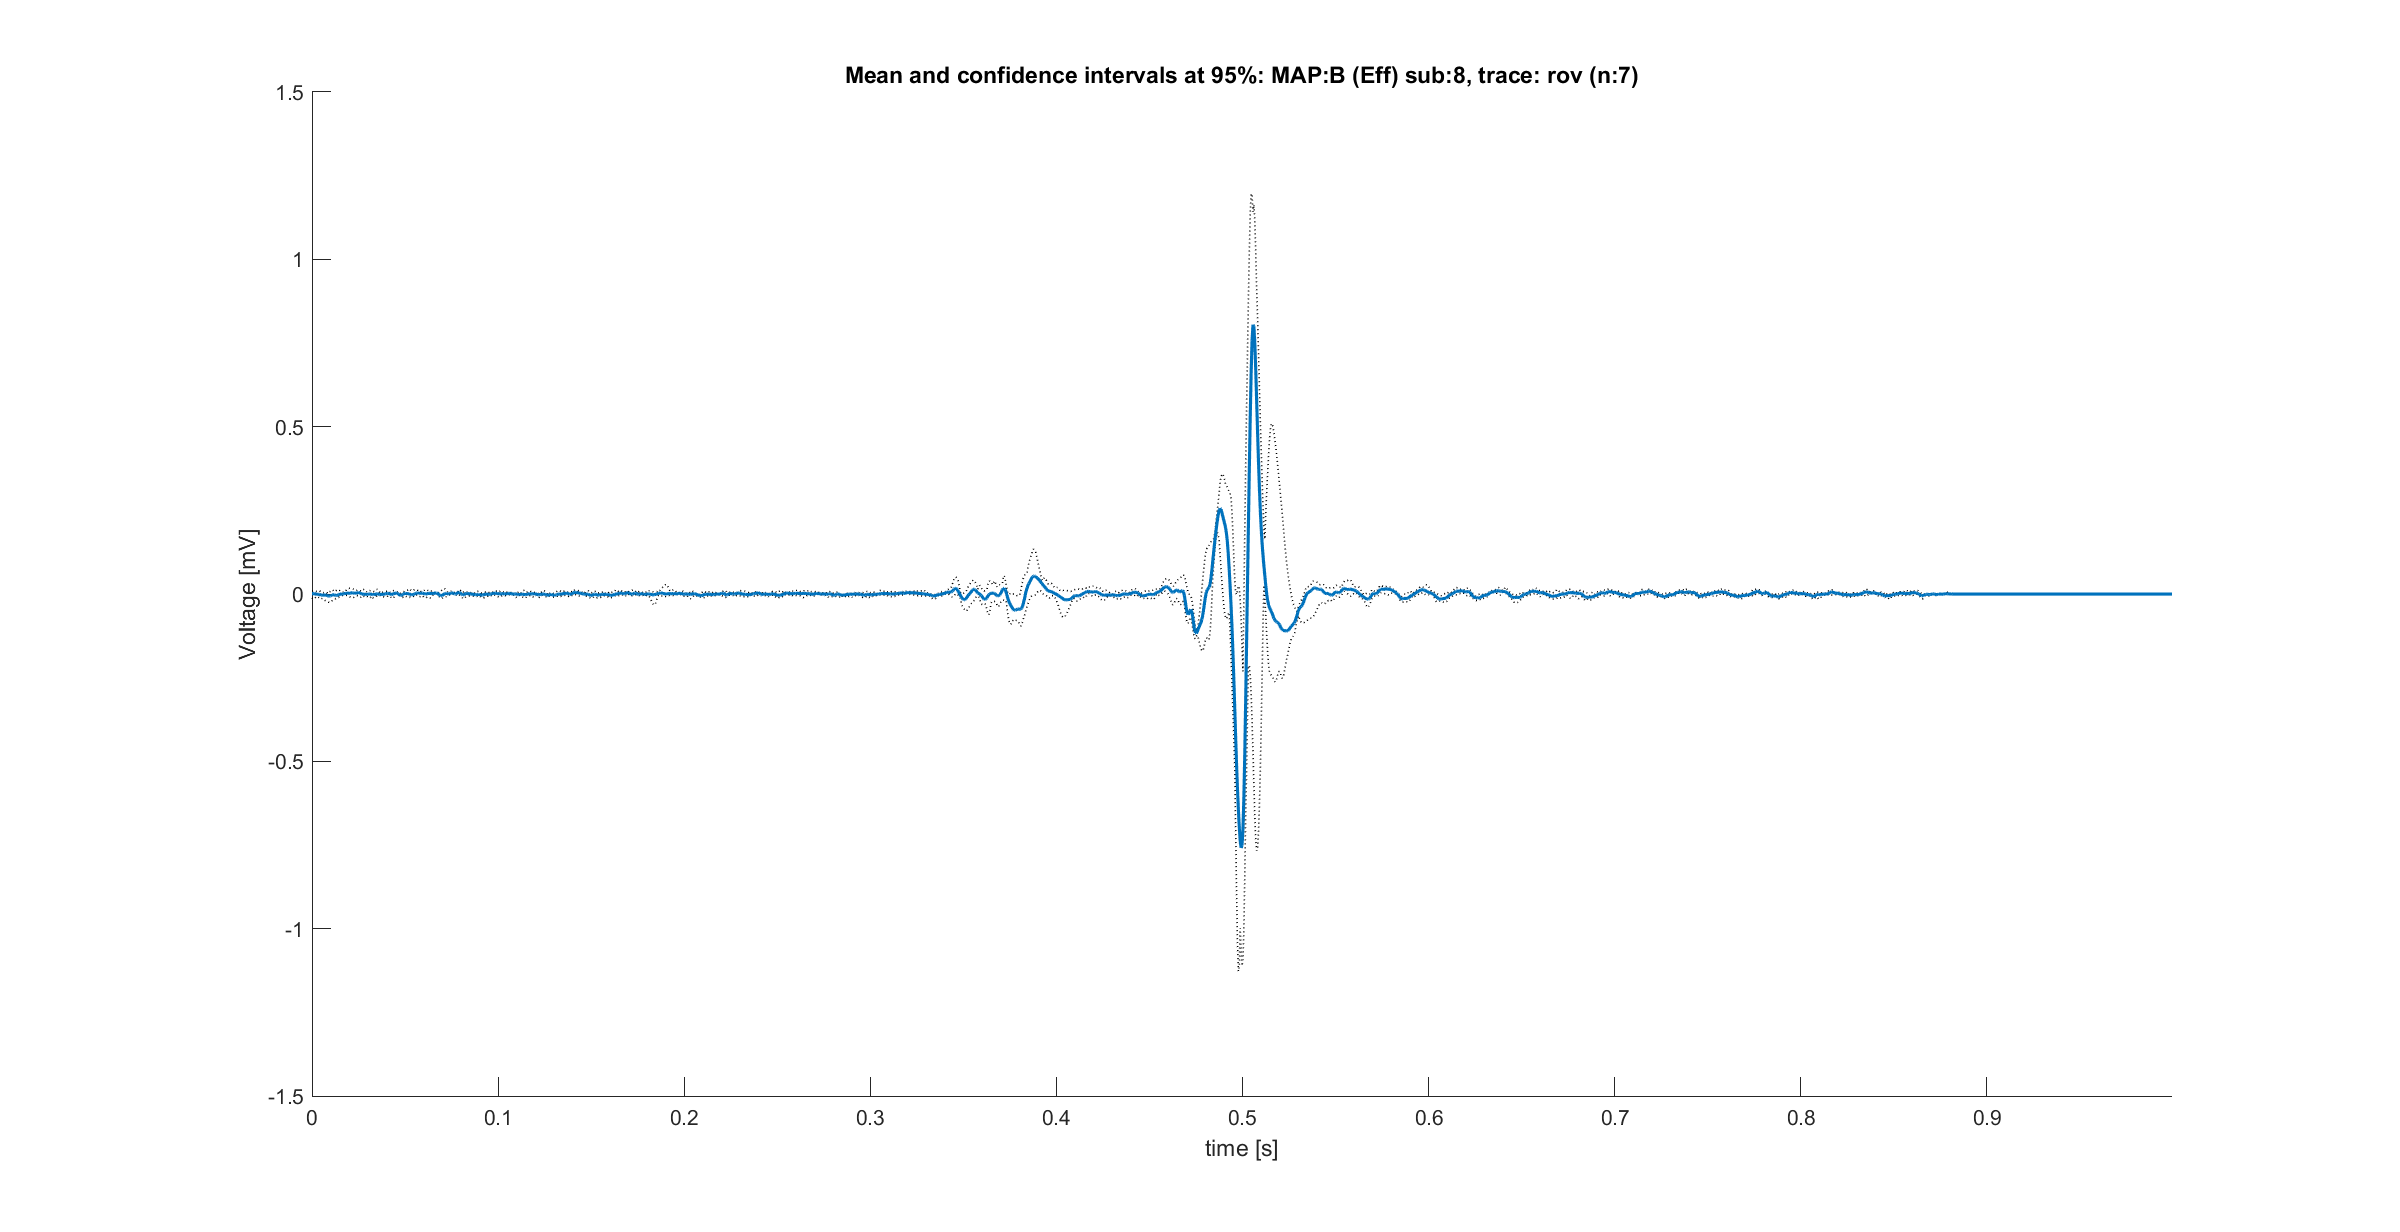 Mean and confidence intervals at 95%: MAP:B (Eff) sub:8, trace: rov (n:7)
1.5
1
0.5
0
-0.5
-1
-1.5
Voltage [mV]
0 0.1 0.2 0.3 0.4 0.5 0.6 0.7 0.8 0.9
time [s]